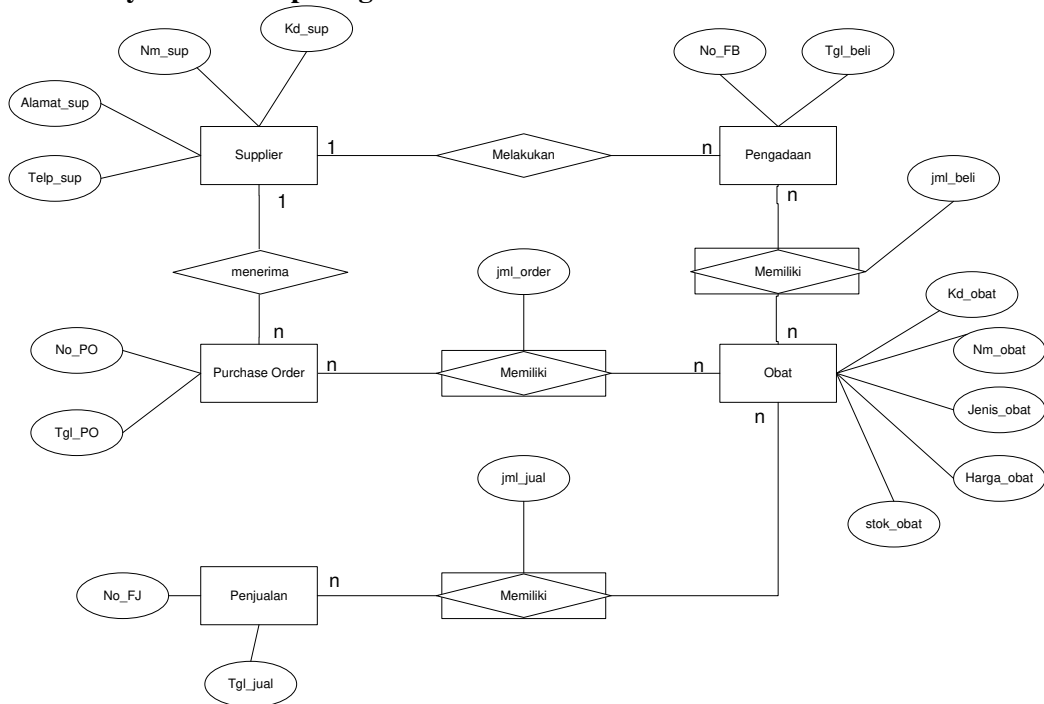 Kd_sup
Nm_sup
No_FB
Tgl_beli
Alamat_sup
Supplier
1
Melakukan
n
Pengadaan
Telp_sup
jml_beli
1
n
menerima
jml_order
Memiliki
Kd_obat
n
n
No_PO
Nm_obat
Purchase Order
n
Memiliki
n
Obat
Jenis_obat
n
Tgl_PO
jml_jual
Harga_obat
stok_obat
n
No_FJ
Penjualan
Memiliki
Tgl_jual